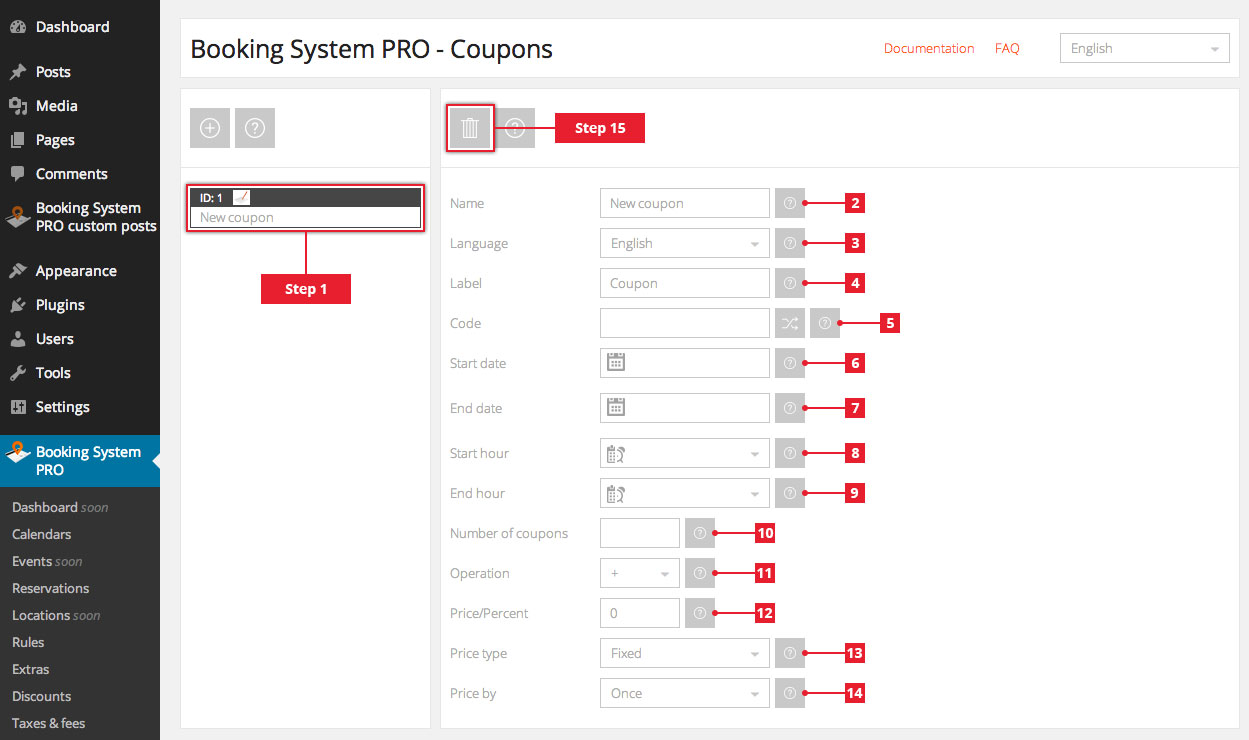 Dashboard
Posts
Media
Pages
Comments
Booking System
PRO custom posts
Appearance
Plugins
Users
Tools
Settings
Booking System
PRO
Dashboard soon
Calendars
Events soon
Reservations
Locations soon
Rules
Extras
Discounts
Taxes & fees
Booking System PRO - Coupons
Documentation
FAQ
English
ID: 1
New coupon
Step 1
Step 15
Name
New coupon
2
Language
English
3
Label
Coupon
4
Code
5
Start date
6
End date
7
Start hour
8
End hour
9
Number of coupons
10
Operation
+
11
Price/Percent
0
12
Price type
Fixed
13
Price by
Once
14